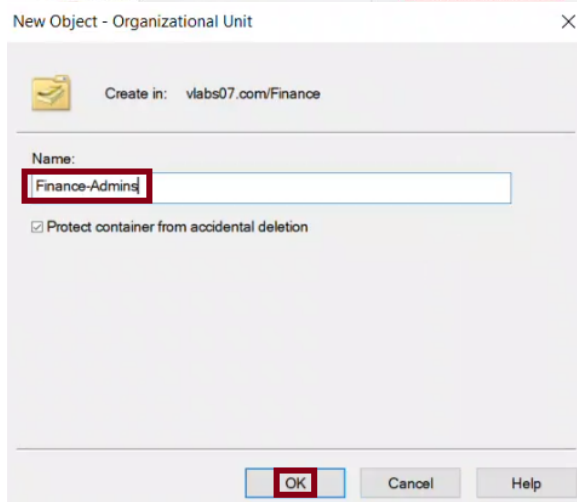 New Object - Organizational Unit
Create in: vlabs07.com/Finance
Name:
Finance-Admins
Protect container from accidental deletion
OK Cancel Help